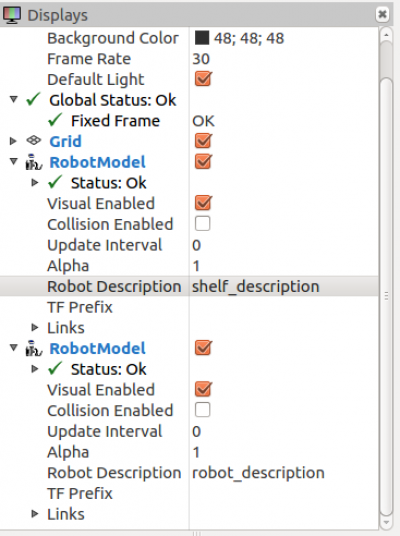 Displays
Background Color 48; 48; 48
Frame Rate 30
Default Light
Global Status: Ok
Fixed Frame OK
Grid
RobotModel
Status: Ok
Visual Enabled
Collision Enabled
Update Interval 0
Alpha 1
Robot Description shelf_description
TF Prefix
Links
RobotModel
Status: Ok
Visual Enabled
Collision Enabled
Update Interval 0
Alpha 1
Robot Description robot_description
TF Prefix
Links